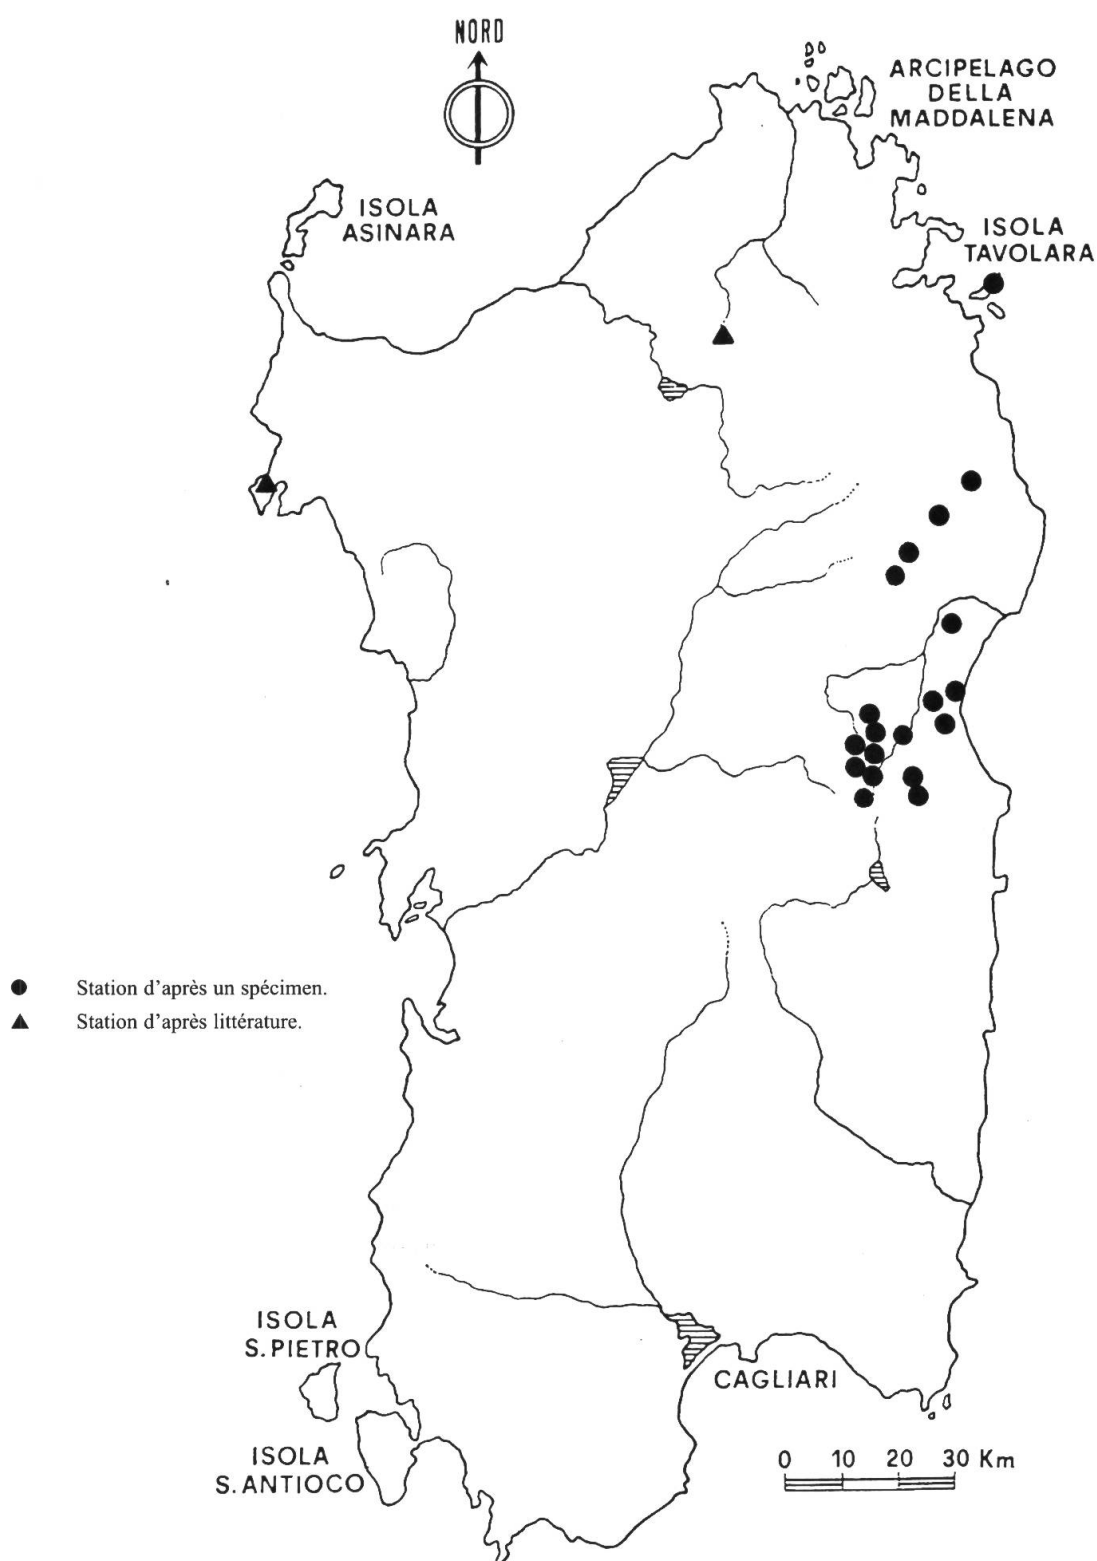 NORD
ARCIPELAGO
DELLA
MADDALENA
ISOLA
ASINARA
ISOLA
TAVOLARA
Station d'après un spécimen.
Station d'après littérature.
ISOLA
S.PIETRO
CAGLIARI
ISOLA
S.ANTIOCO
0 10 20 30 Km